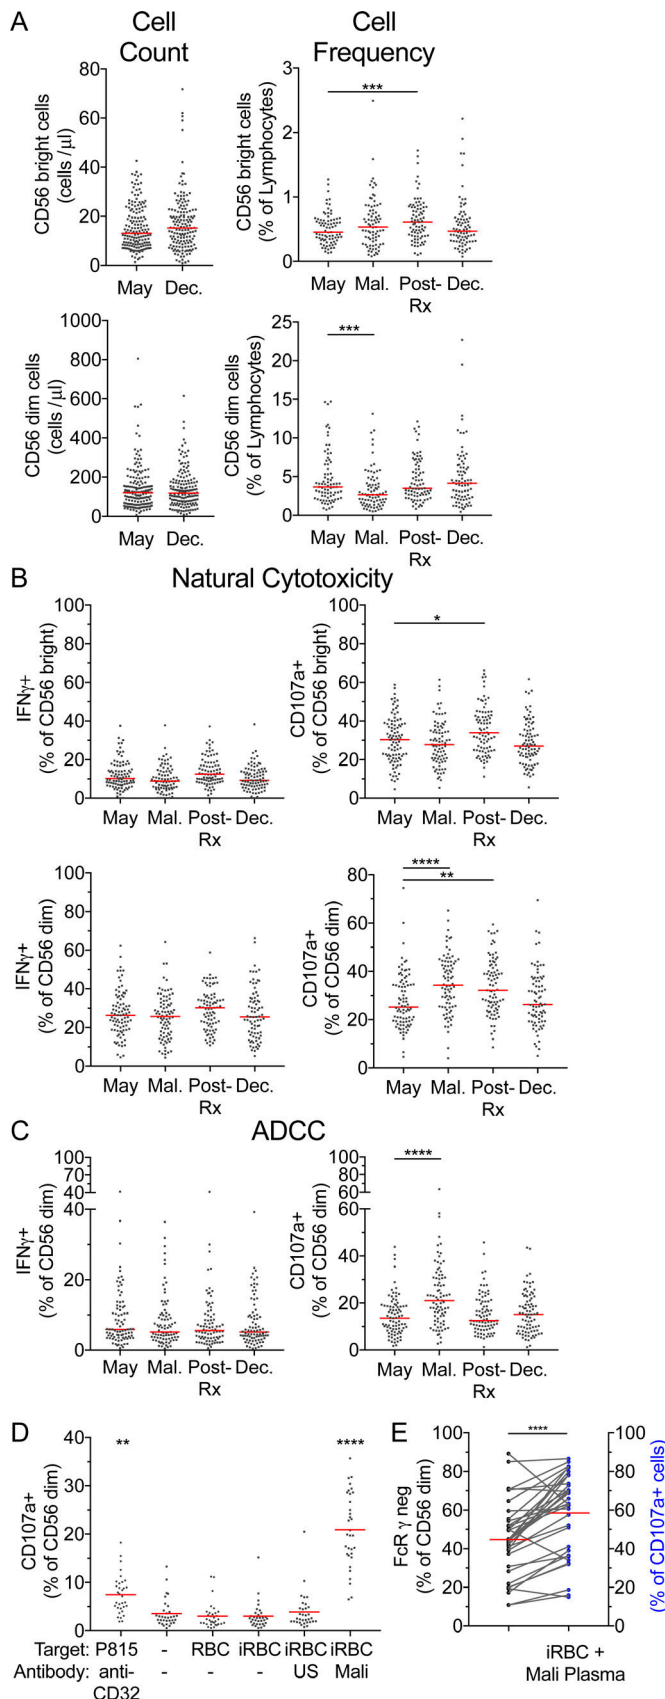 A
Cell
Count
Cell
Frequency
CD56 bright cells
(cells /µl)
80
60
40
20
0
May Dec.
CD56 bright cells
(% of Lymphocytes)
3
2
1
0
***
May Mal. Post- Dec.
Rx
CD56 dim cells
(cells /µl)
1000
800
600
400
200
0
May Dec.
CD56 dim cells
(% of Lymphocytes)
25
20
15
10
5
0
***
May Mal. Post- Dec.
Rx
B
Natural Cytotoxicity
IFNγ+
(% of CD56 bright)
100
80
60
40
20
0
May Mal. Post- Dec.
Rx
CD107a+
(% of CD56 bright)
100
80
60
40
20
0
*
May Mal. Post- Dec.
Rx
IFNγ+
(% of CD56 dim)
100
80
60
40
20
0
May Mal. Post- Dec.
Rx
CD107a+
(% of CD56 dim)
80
60
40
20
0
****
**
May Mal. Post- Dec.
Rx
C
ADCC
IFNγ+
(% of CD56 dim)
100
70
40
40
20
0
May Mal. Post- Dec.
Rx
CD107a+
(% of CD56 dim)
100
80
60
60
40
20
0
****
May Mal. Post- Dec.
Rx
D
CD107a+
(% of CD56 dim)
40
30
20
10
0
** ****
Target: P815 - RBC iRBC iRBC iRBC
Antibody: anti- - - - US Mali
CD32
E
FcR γ neg
(% of CD56 dim)
100
80
60
40
20
0
****
100
80
60
40
20
0
(% of CD107a+ cells)
iRBC +
Mali Plasma